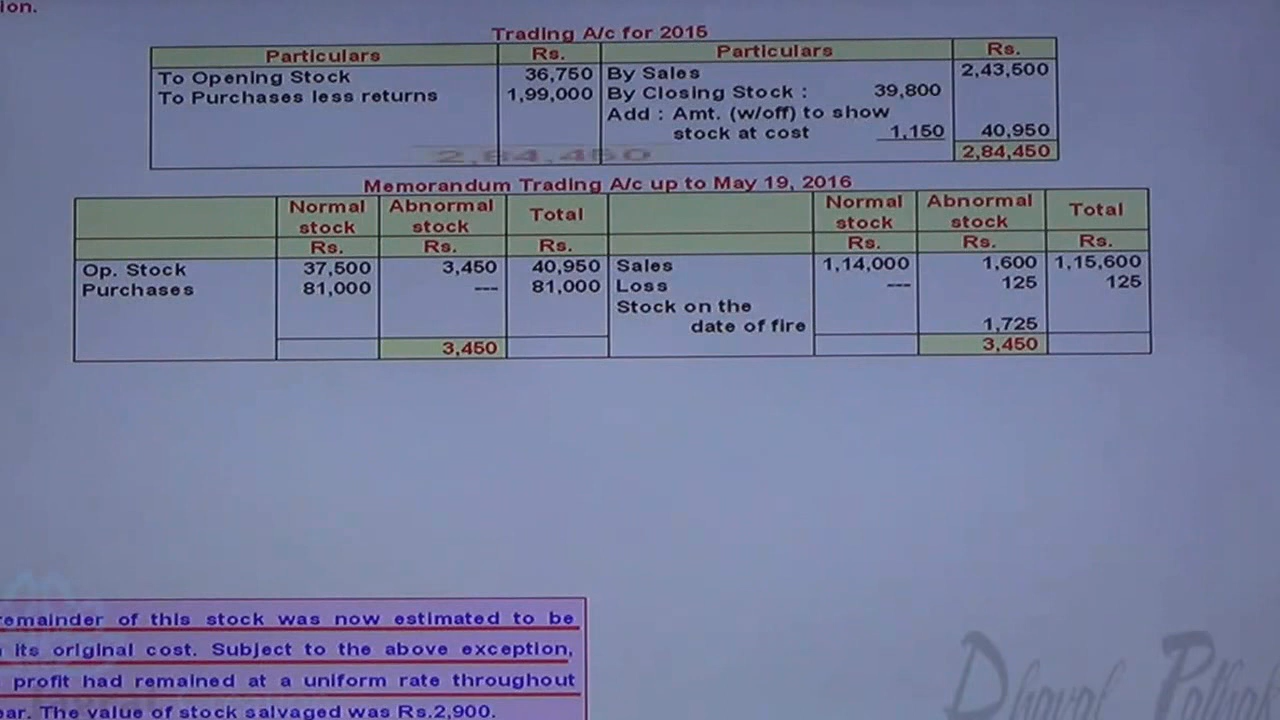 ion.
Trading A/c for 2015
Particulars Rs. Particulars Rs.
To Opening Stock 36,750 By Sales 2,43,500
To Purchases less returns 1,99,000 By Closing Stock : 39,800
Add : Amt. (w/off) to show
stock at cost 1,150 40,950
2,84,450 2,84,450
Memorandum Trading A/c up to May 19, 2016
Normal stock Abnormal stock Total Normal stock Abnormal stock Total
Rs. Rs. Rs. Rs. Rs. Rs.
Op. Stock 37,500 3,450 40,950 Sales 1,14,000 1,600 1,15,600
Purchases 81,000 --- 81,000 Loss --- 125 125
Stock on the
date of fire 1,725
3,450 3,450
remainder of this stock was now estimated to be
its original cost. Subject to the above exception,
profit had remained at a uniform rate throughout
ear. The value of stock salvaged was Rs.2,900.
Dhaval Pathak